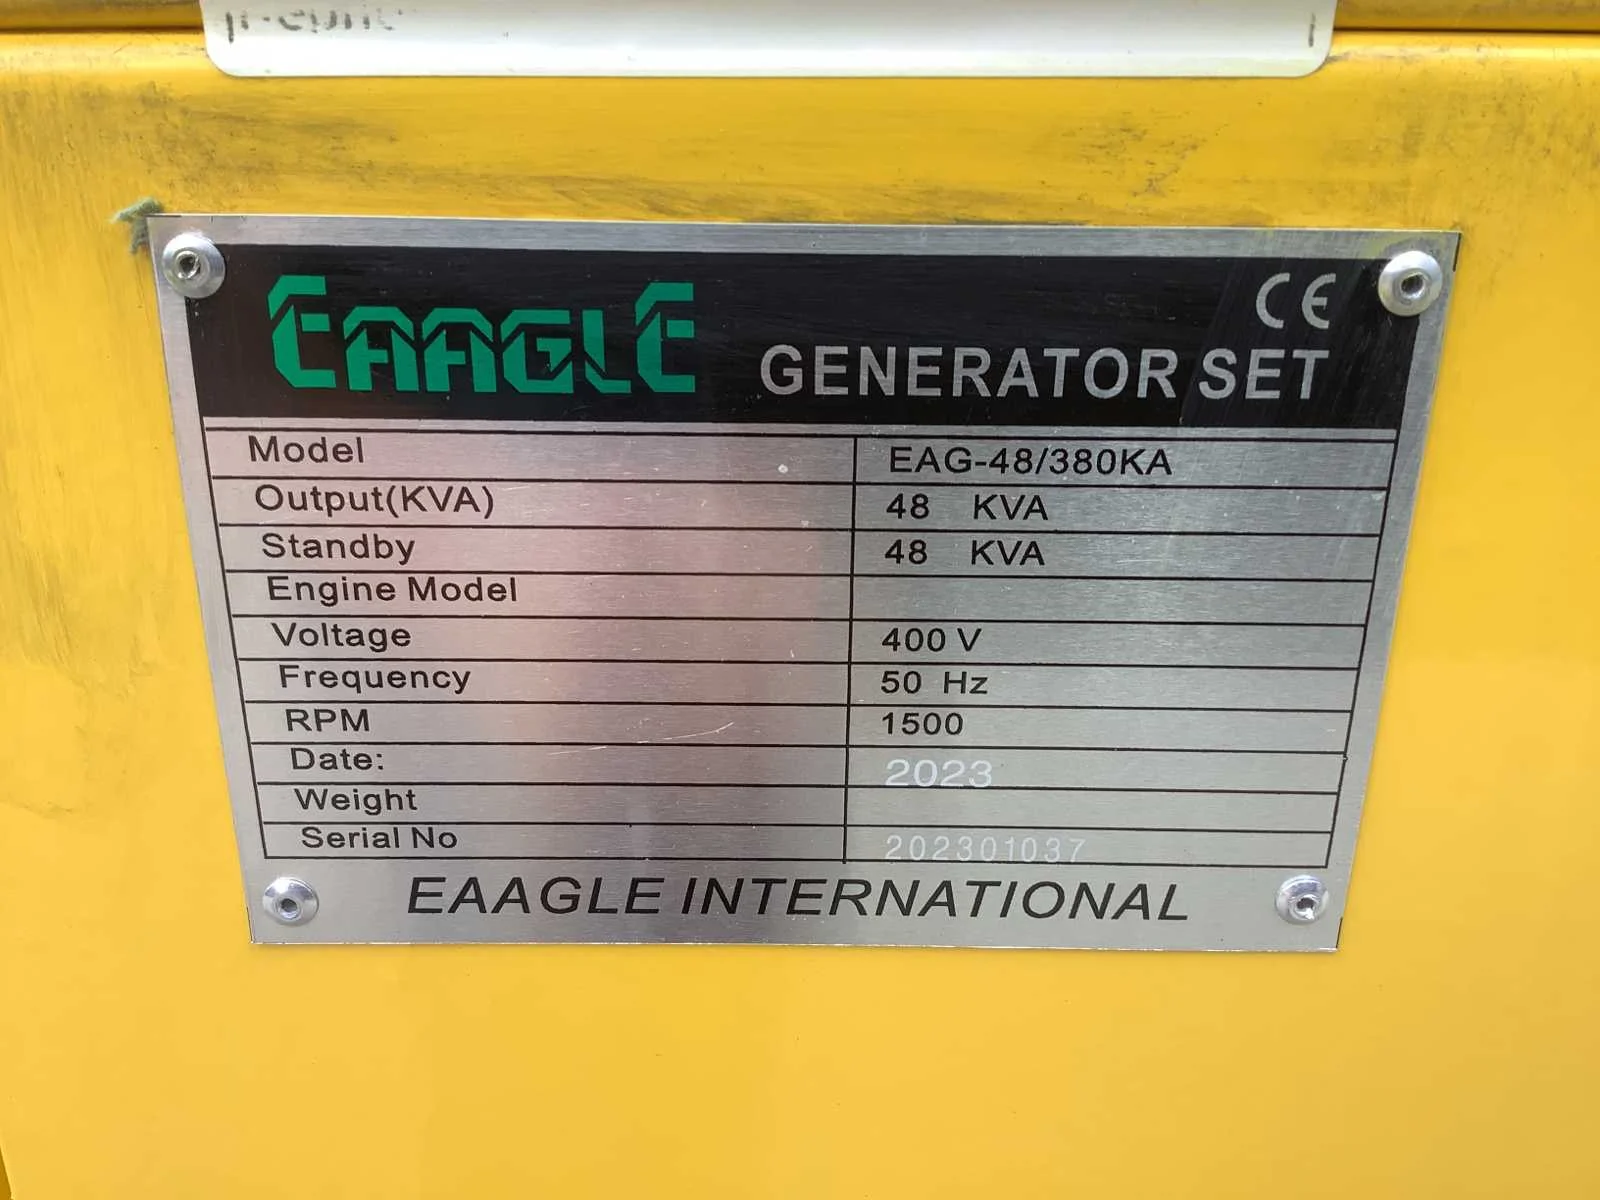 EAAGLE
CE
GENERATOR SET
Model EAG-48/380KA
Output(KVA) 48 KVA
Standby 48 KVA
Engine Model
Voltage 400 V
Frequency 50 Hz
RPM 1500
Date: 2023
Weight
Serial No 202301037
EAAGLE INTERNATIONAL